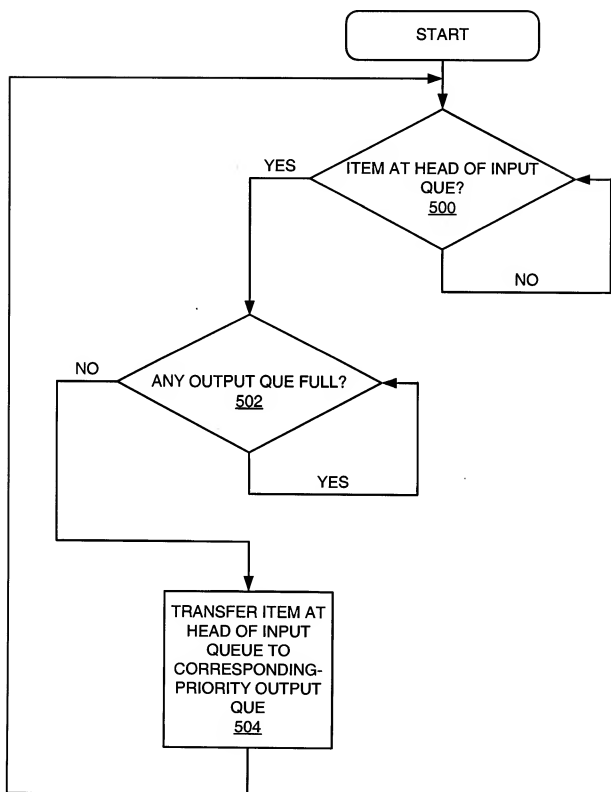 START
YES
ITEM AT HEAD OF INPUT
QUE?
500
NO
NO
ANY OUTPUT QUE FULL?
502
YES
TRANSFER ITEM AT
HEAD OF INPUT
QUEUE TO
CORRESPONDING-
PRIORITY OUTPUT
QUE
504